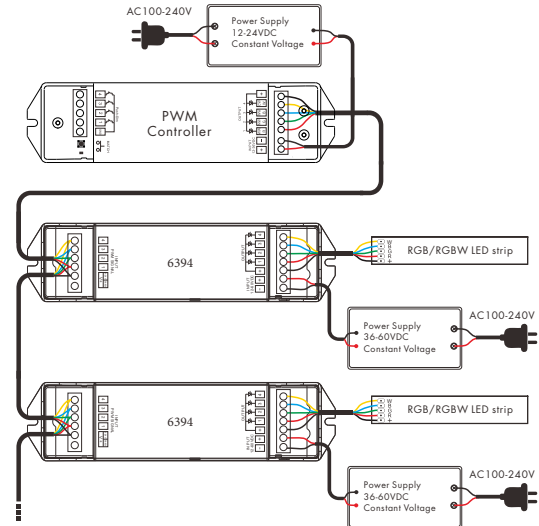 AC100-240V
Power Supply
12-24VDC
Constant Voltage
PWM
Controller
6394
RGB/RGBW LED strip
AC100-240V
Power Supply
36-60VDC
Constant Voltage
6394
RGB/RGBW LED strip
AC100-240V
Power Supply
36-60VDC
Constant Voltage